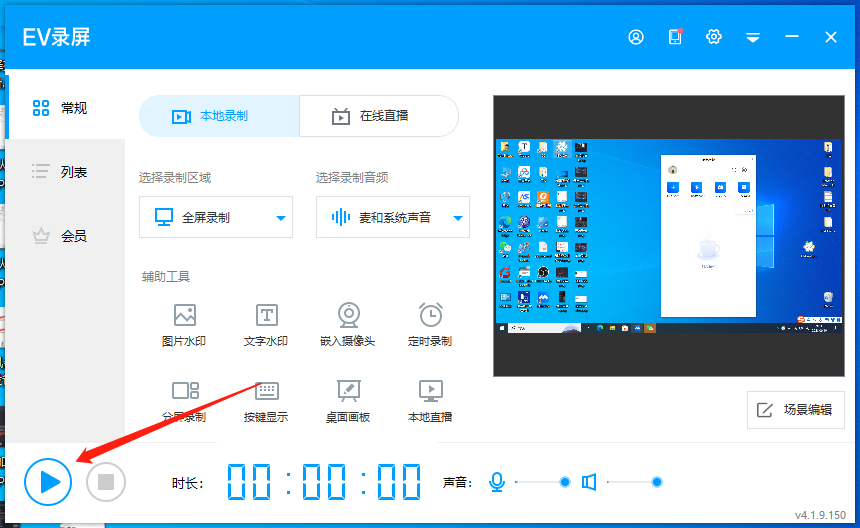 EV录屏
常规
列表
会员
本地录制
在线直播
选择录制区域
选择录制音频
全屏录制
麦和系统声音
辅助工具
图片水印
文字水印
嵌入摄像头
定时录制
分屏录制
按键显示
桌面画板
本地直播
场景编辑
时长:
00:00:00
声音:
v4.1.9.150